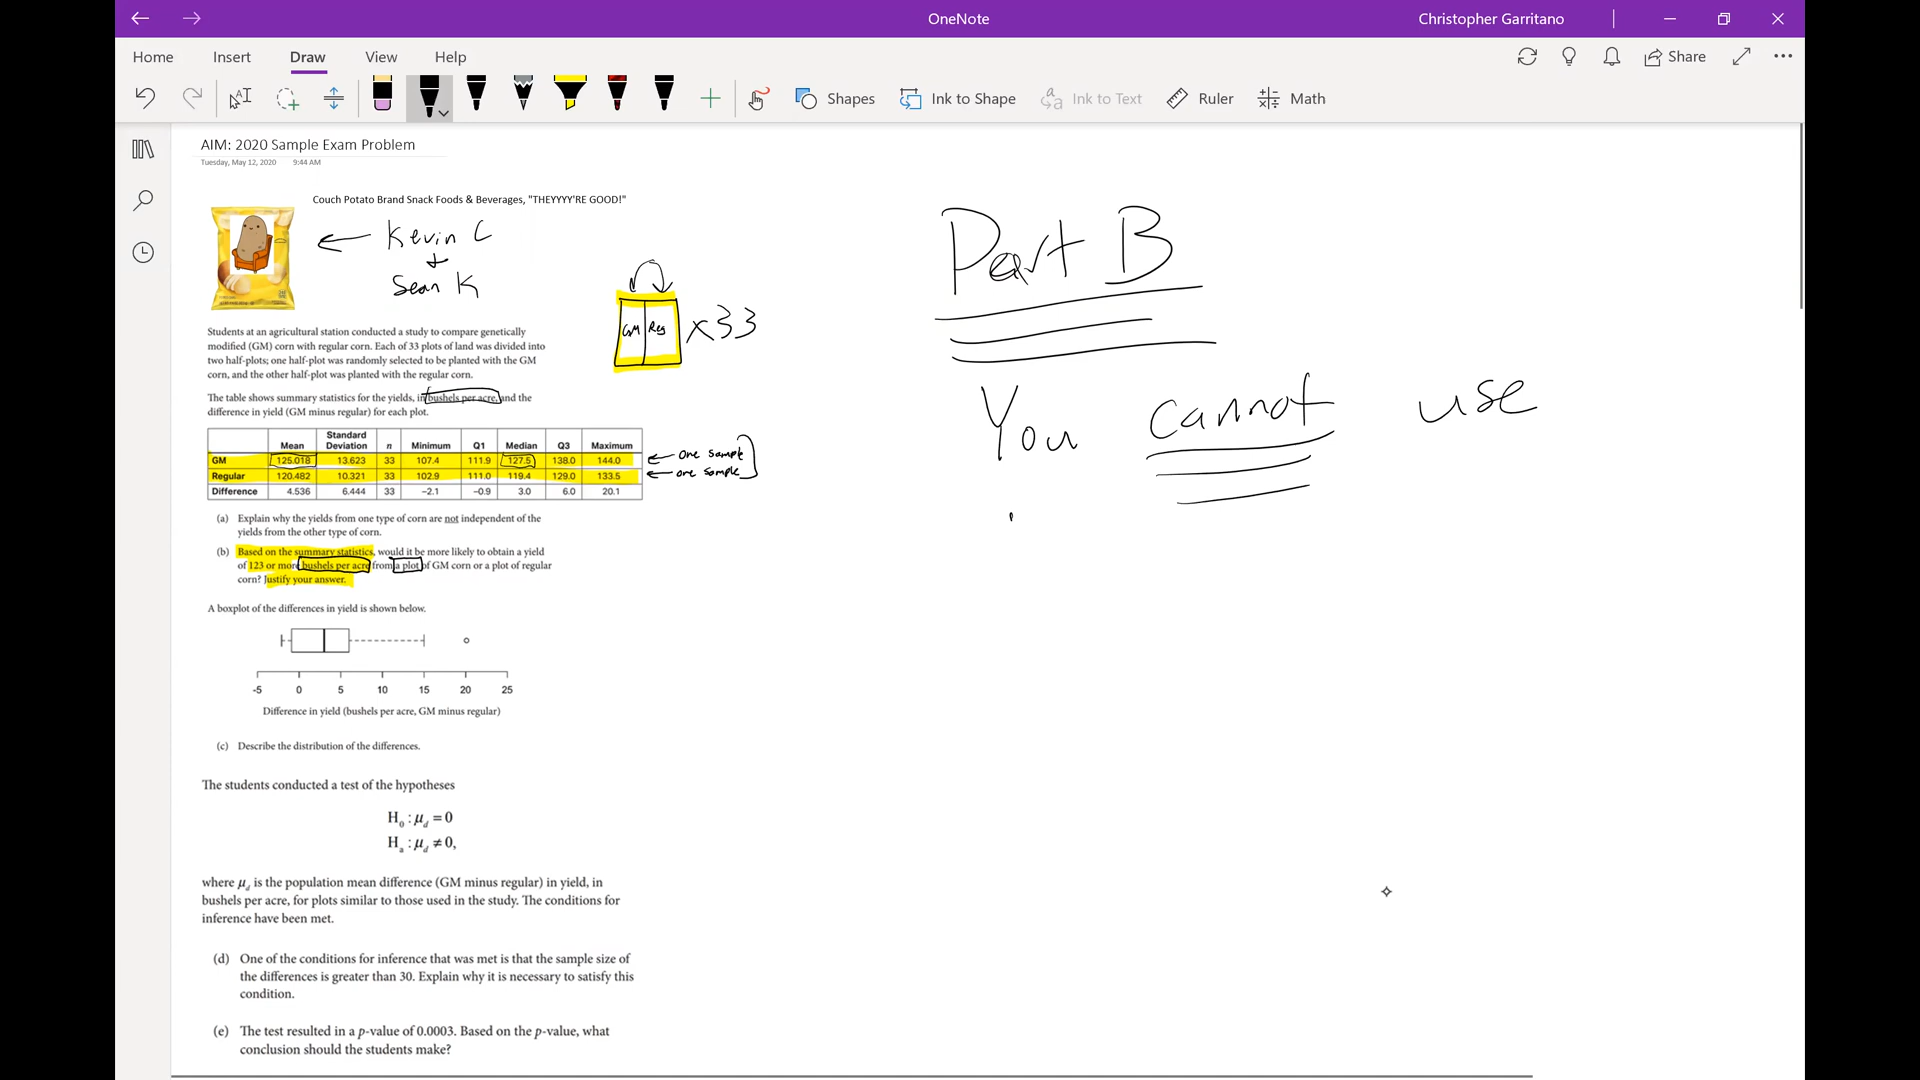 OneNote
Christopher Garritano
Home Insert Draw View Help
Share
Shapes Ink to Shape Ink to Text Ruler Math
AIM: 2020 Sample Exam Problem
Tuesday, May 12, 2020 9:44 AM
Couch Potato Brand Snack Foods & Beverages, "THEYYYY'RE GOOD!"
Kevin C
+
Sean K
GM Reg x33
Students at an agricultural station conducted a study to compare genetically
modified (GM) corn with regular corn. Each of 33 plots of land was divided into
two half-plots; one half-plot was randomly selected to be planted with the GM
corn, and the other half-plot was planted with the regular corn.
The table shows summary statistics for the yields, in bushels per acre, and the
difference in yield (GM minus regular) for each plot.
Mean Standard Deviation n Minimum Q1 Median Q3 Maximum
GM 125.018 13.623 33 107.4 111.9 127.5 138.0 144.0
one sample
Regular 120.482 10.321 33 102.9 111.0 119.4 129.0 133.5
one sample
Difference 4.536 6.444 33 −2.1 −0.9 3.0 6.0 20.1
(a) Explain why the yields from one type of corn are not independent of the
yields from the other type of corn.
(b) Based on the summary statistics, would it be more likely to obtain a yield
of 123 or more bushels per acre from a plot of GM corn or a plot of regular
corn? Justify your answer.
A boxplot of the differences in yield is shown below.
-5 0 5 10 15 20 25
Difference in yield (bushels per acre, GM minus regular)
(c) Describe the distribution of the differences.
The students conducted a test of the hypotheses
H₀ : μ_d = 0
Hₐ : μ_d ≠ 0,
where μ_d is the population mean difference (GM minus regular) in yield, in
bushels per acre, for plots similar to those used in the study. The conditions for
inference have been met.
(d) One of the conditions for inference that was met is that the sample size of
the differences is greater than 30. Explain why it is necessary to satisfy this
condition.
(e) The test resulted in a p-value of 0.0003. Based on the p-value, what
conclusion should the students make?
Part B
You cannot use